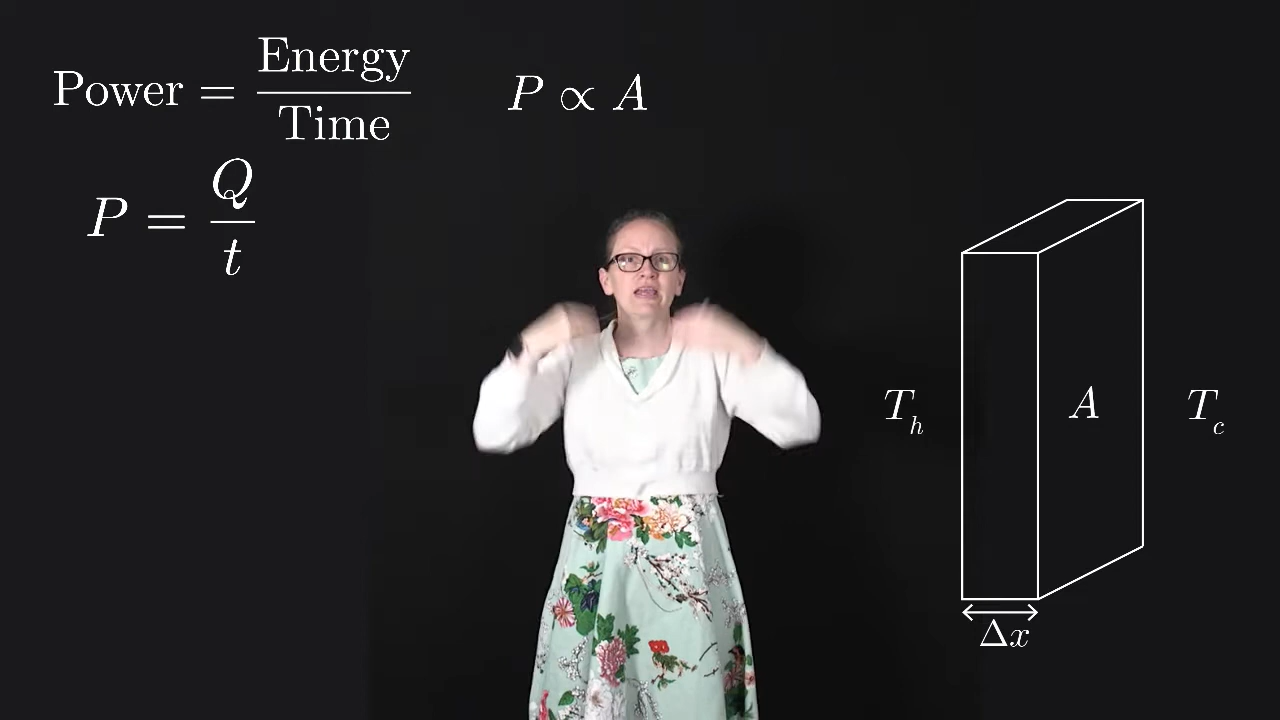 Power = Energy / Time
P ∝ A
P = Q / t
T_h
A
T_c
Δx